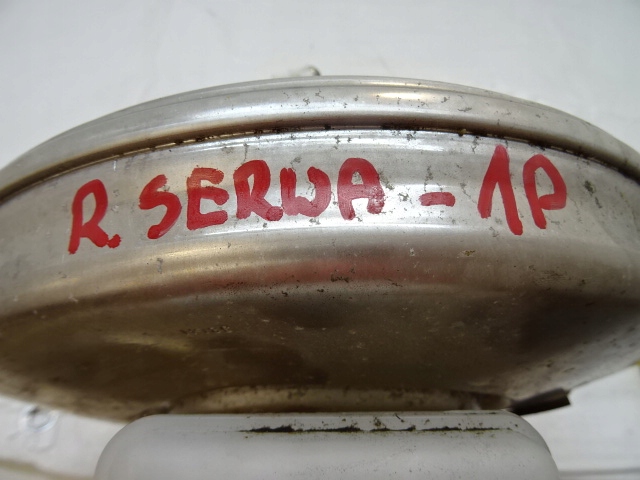 R. SERWA - 1P